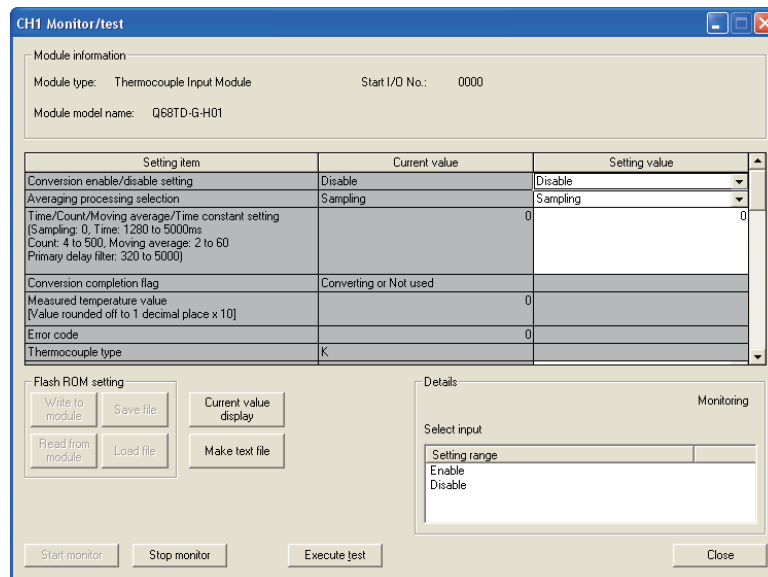 CH1 Monitor/test
Module information
Module type: Thermocouple Input Module Start I/O No.: 0000
Module model name: Q68TD-G-H01
Setting item Current value Setting value
Conversion enable/disable setting Disable Disable
Averaging processing selection Sampling Sampling
Time/Count/Moving average/Time constant setting 0 0
(Sampling: 0, Time: 1280 to 5000ms
Count: 4 to 500, Moving average: 2 to 60
Primary delay filter: 320 to 5000)
Conversion completion flag Converting or Not used
Measured temperature value 0
[Value rounded off to 1 decimal place x 10]
Error code 0
Thermocouple type K
Flash ROM setting
Write to
module
Save file
Read from
module
Load file
Current value
display
Make text file
Details
Monitoring
Select input
Setting range
Enable
Disable
Start monitor Stop monitor Execute test Close